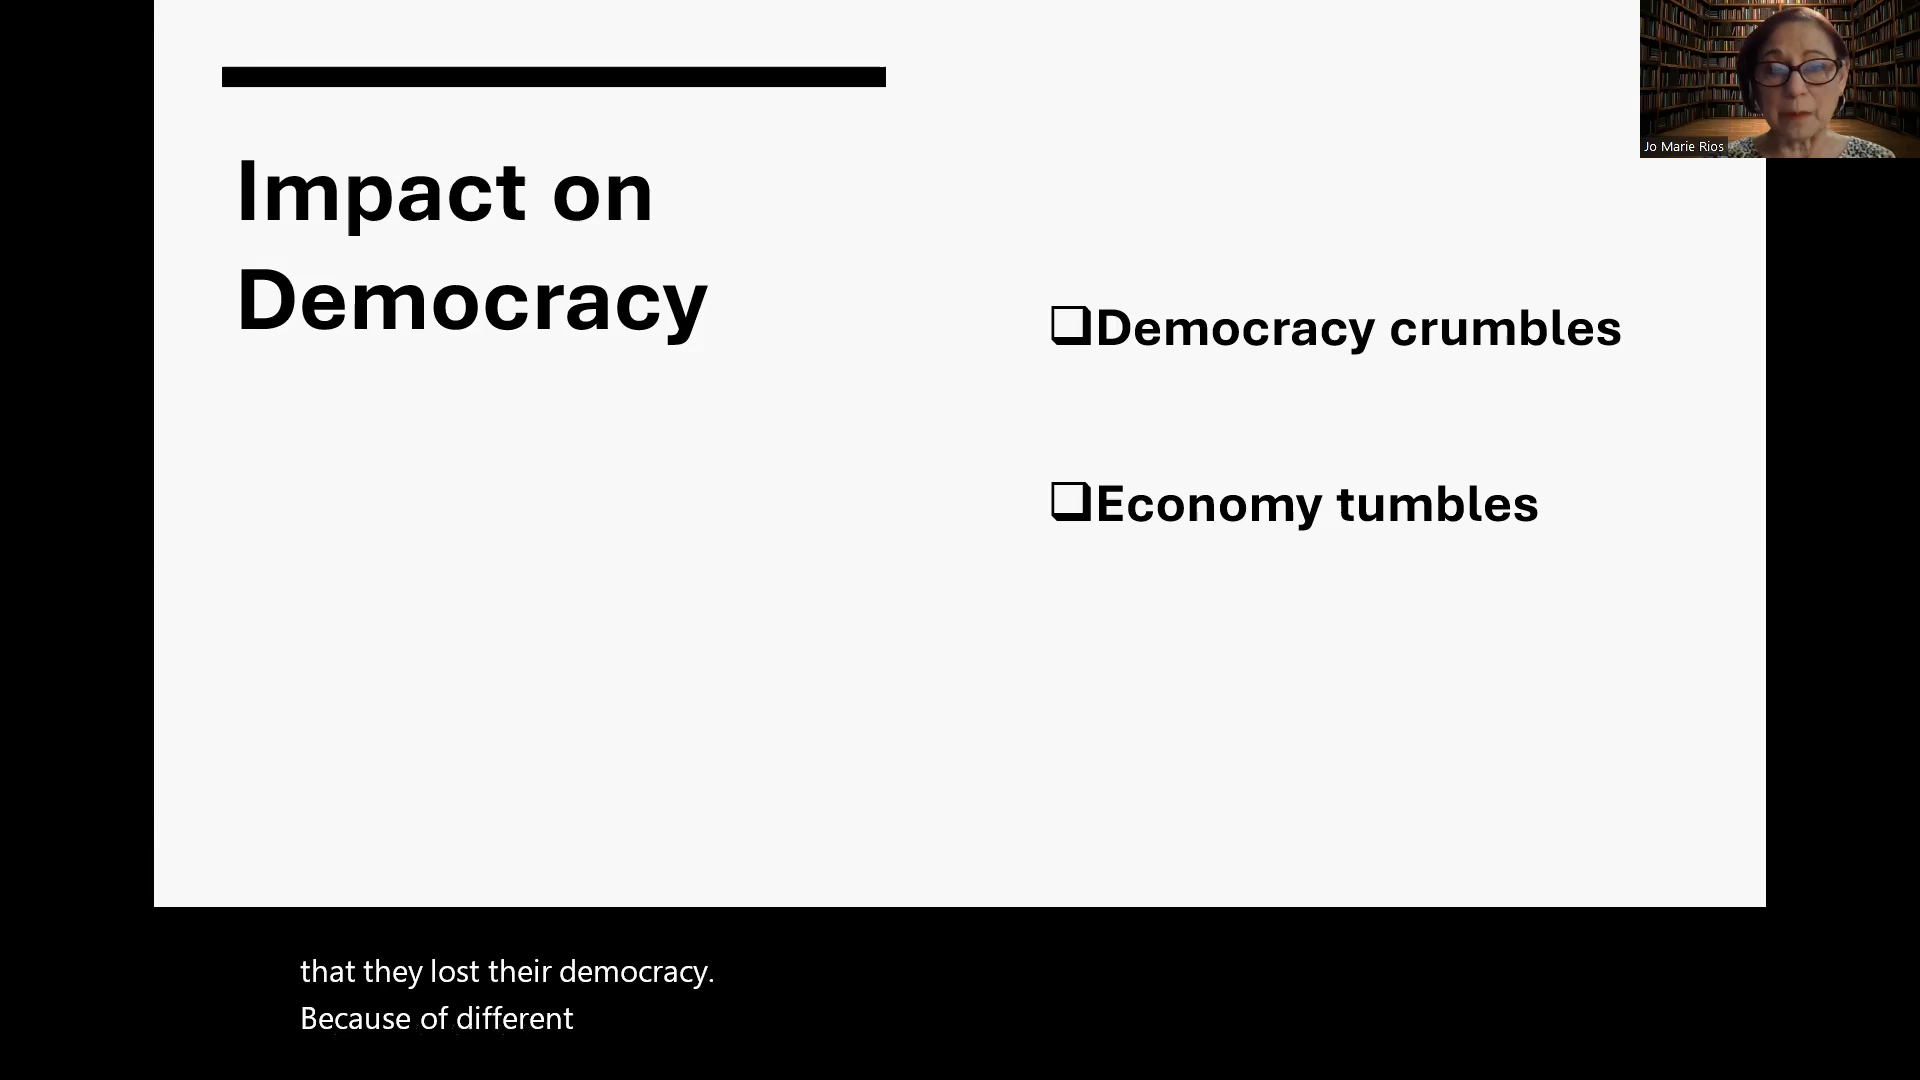 Impact on
Democracy
❑Democracy crumbles
❑Economy tumbles
Jo Marie Rios
that they lost their democracy.
Because of different